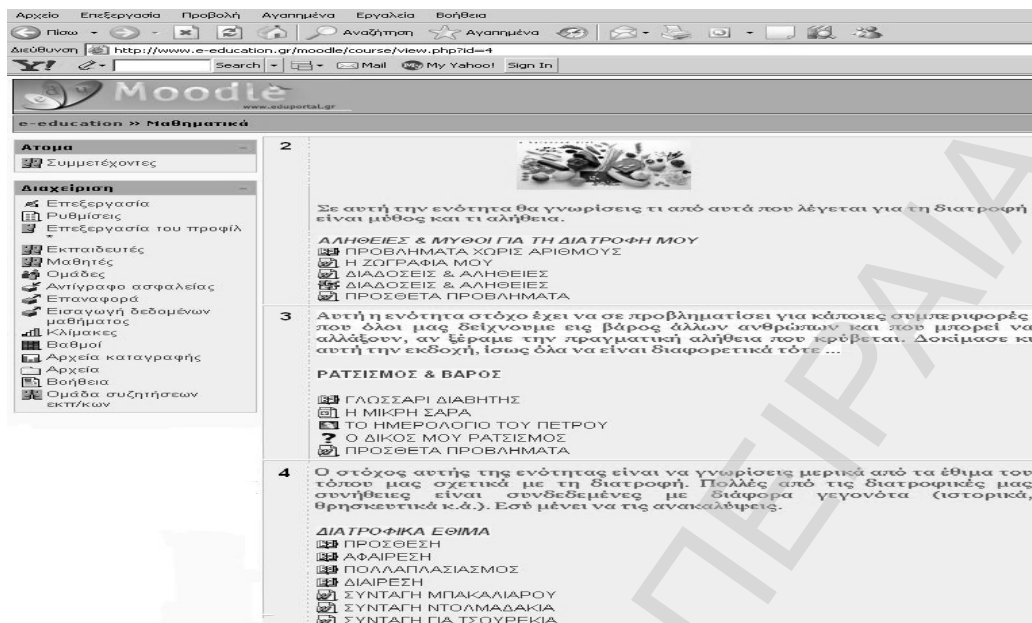 Αρχείο Επεξεργασία Προβολή Αγαπημένα Εργαλεία Βοήθεια
Πίσω Αναζήτηση Αγαπημένα
Διεύθυνση http://www.e-education.gr/moodle/course/view.php?id=4
Y! Search Mail My Yahoo! Sign In
Moodle
www.eduportal.gr
e-education » Μαθηματικά
Άτομα
Συμμετέχοντες
Διαχείριση
Επεξεργασία
Ρυθμίσεις
Επεξεργασία του προφίλ
*
Εκπαιδευτές
Μαθητές
Ομάδες
Αντίγραφο ασφαλείας
Επαναφορά
Εισαγωγή δεδομένων
μαθήματος
Κλίμακες
Βαθμοί
Αρχεία καταγραφής
Αρχεία
Βοήθεια
Ομάδα συζητήσεων
εκπ/κων
2
Σε αυτή την ενότητα θα γνωρίσεις τι από αυτά που λέγεται για τη διατροφή
είναι μύθος και τι αλήθεια.
ΑΛΗΘΕΙΕΣ & ΜΥΘΟΙ ΓΙΑ ΤΗ ΔΙΑΤΡΟΦΗ ΜΟΥ
ΠΡΟΒΛΗΜΑΤΑ ΧΩΡΙΣ ΑΡΙΘΜΟΥΣ
Η ΖΩΓΡΑΦΙΑ ΜΟΥ
ΔΙΑΔΟΣΕΙΣ & ΑΛΗΘΕΙΕΣ
ΔΙΑΔΟΣΕΙΣ & ΑΛΗΘΕΙΕΣ
ΠΡΟΣΘΕΤΑ ΠΡΟΒΛΗΜΑΤΑ
3 Αυτή η ενότητα στόχο έχει να σε προβληματίσει για κάποιες συμπεριφορές
που όλοι μας δείχνουμε εις βάρος άλλων ανθρώπων και που μπορεί να
αλλάξουν, αν ξέραμε την πραγματική αλήθεια που κρύβεται. Δοκίμασε κι
αυτή την εκδοχή, ίσως όλα να είναι διαφορετικά τότε ...
ΡΑΤΣΙΣΜΟΣ & ΒΑΡΟΣ
ΓΛΩΣΣΑΡΙ ΔΙΑΒΗΤΗΣ
Η ΜΙΚΡΗ ΣΑΡΑ
ΤΟ ΗΜΕΡΟΛΟΓΙΟ ΤΟΥ ΠΕΤΡΟΥ
Ο ΔΙΚΟΣ ΜΟΥ ΡΑΤΣΙΣΜΟΣ
ΠΡΟΣΘΕΤΑ ΠΡΟΒΛΗΜΑΤΑ
4 Ο στόχος αυτής της ενότητας είναι να γνωρίσεις μερικά από τα έθιμα του
τόπου μας σχετικά με τη διατροφή. Πολλές από τις διατροφικές μας
συνήθειες είναι συνδεδεμένες με διάφορα γεγονότα (ιστορικά,
θρησκευτικά κ.ά.). Εσύ μένει να τις ανακαλύψεις.
ΔΙΑΤΡΟΦΙΚΑ ΕΘΙΜΑ
ΠΡΟΣΘΕΣΗ
ΑΦΑΙΡΕΣΗ
ΠΟΛΛΑΠΛΑΣΙΑΣΜΟΣ
ΔΙΑΙΡΕΣΗ
ΣΥΝΤΑΓΗ ΜΠΑΚΑΛΙΑΡΟΥ
ΣΥΝΤΑΓΗ ΝΤΟΛΜΑΔΑΚΙΑ
ΣΥΝΤΑΓΗ ΓΙΑ ΤΣΟΥΡΕΚΙΑ
ΠΕΙΡΑΙΑ